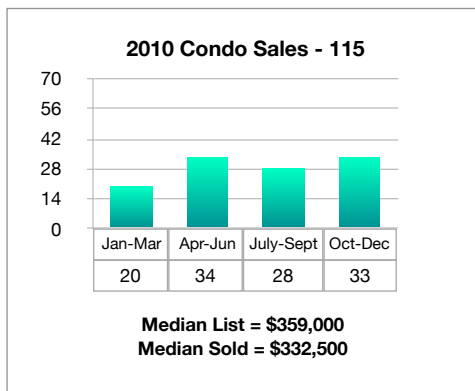 2010 Condo Sales - 115
70
56
42
28
14
0
Jan-Mar Apr-Jun July-Sept Oct-Dec
20 34 28 33
Median List = $359,000
Median Sold = $332,500